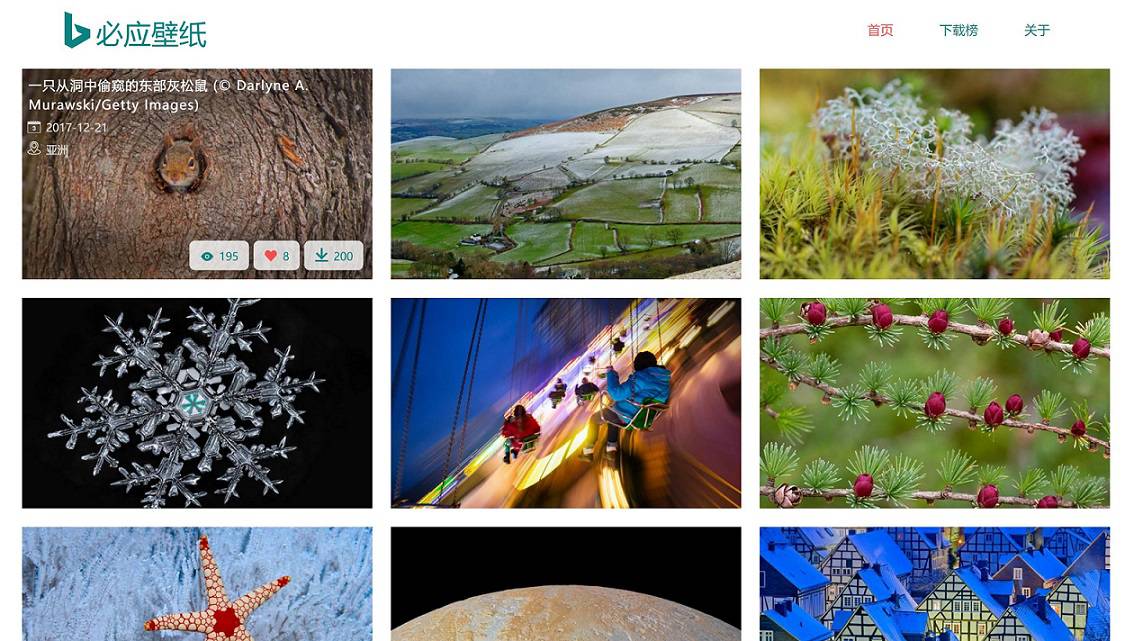 必应壁纸
首页
下载榜
关于
一只从洞中偷窥的东部灰松鼠 (© Darlyne A.
Murawski/Getty Images)
2017-12-21
亚洲
195
8
200